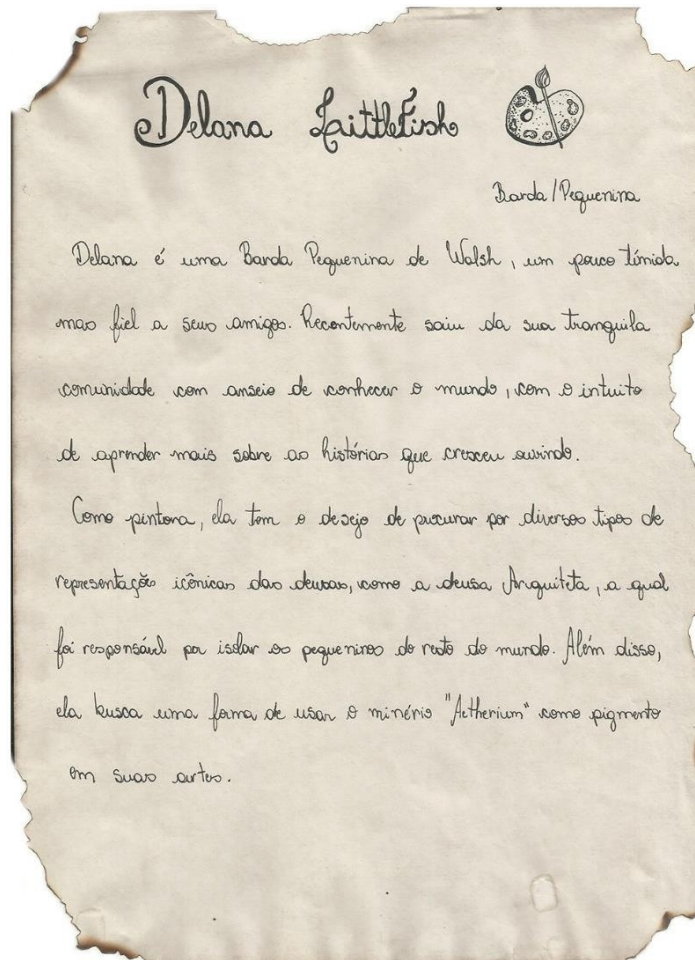 Delana LaittleFish
Barda/Pequenina
Delana é uma Barda Pequenina de Walsh, um pouco tímida
mas fiel a seus amigos. Recentemente saiu da sua tranquila
comunidade com anseio de conhecer o mundo, com o intuito
de aprender mais sobre as histórias que cresceu ouvindo.
Como pintora, ela tem o desejo de procurar por diversos tipos de
representações icônicas das deusas, como a deusa Arquiteta, a qual
foi responsável por isolar os pequeninos do resto do mundo. Além disso,
ela busca uma forma de usar o minério "Aetherium" como pigmento
em suas artes.